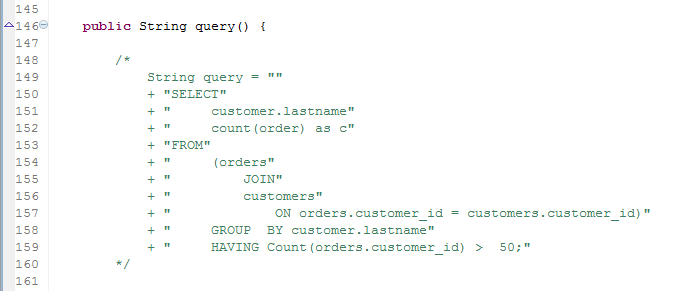 145
146 public String query() {
147
148 /*
149 String query = ""
150 + "SELECT"
151 + "     customer.lastname"
152 + "     count(order) as c"
153 + "FROM"
154 + "     (orders"
155 + "         JOIN"
156 + "         customers"
157 + "             ON orders.customer_id = customers.customer_id)"
158 + "     GROUP  BY customer.lastname"
159 + "     HAVING Count(orders.customer_id) >  50;"
160 */
161